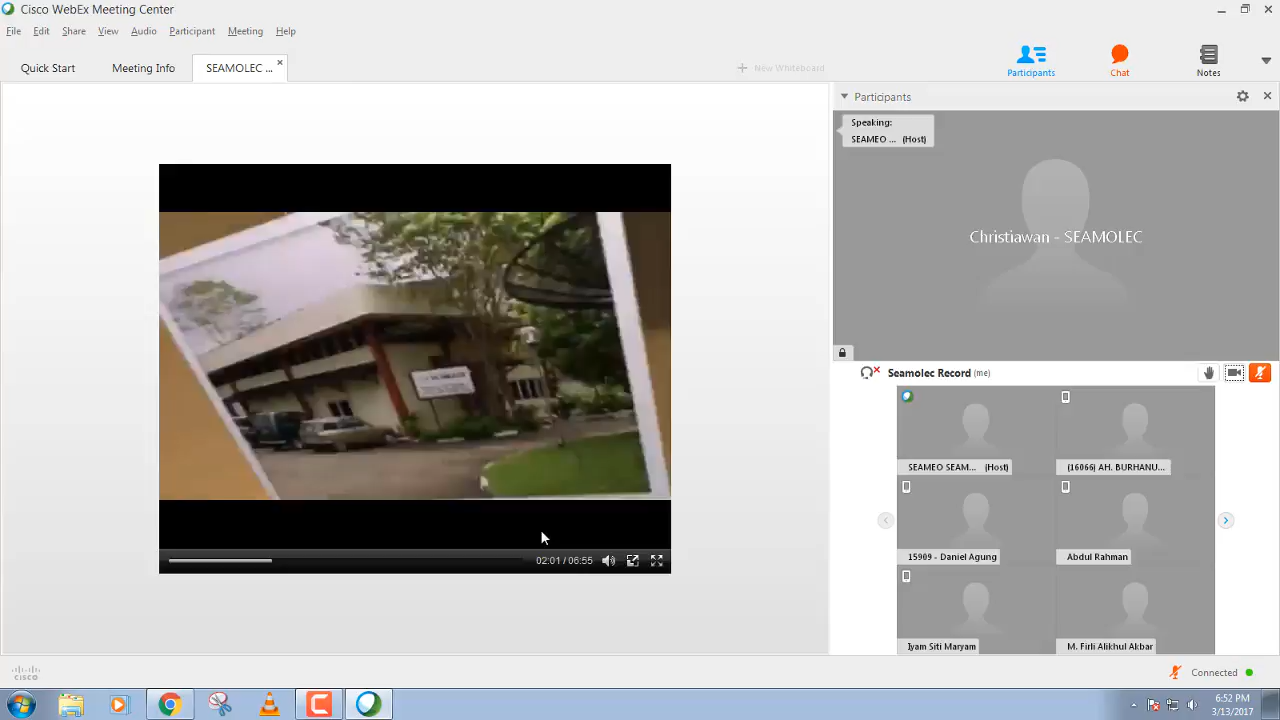 Cisco WebEx Meeting Center
File Edit Share View Audio Participant Meeting Help
Quick Start Meeting Info SEAMOLEC ...
New Whiteboard
Participants Chat Notes
Participants
Speaking:
SEAMEO ... (Host)
Christiawan - SEAMOLEC
Seamolec Record (me)
SEAMEO SEAM... (Host) (16066) AH. BURHANU...
15909 - Daniel Agung Abdul Rahman
Iyam Siti Maryam M. Firli Alikhul Akbar
02:01 / 06:55
cisco Connected
6:52 PM
3/13/2017